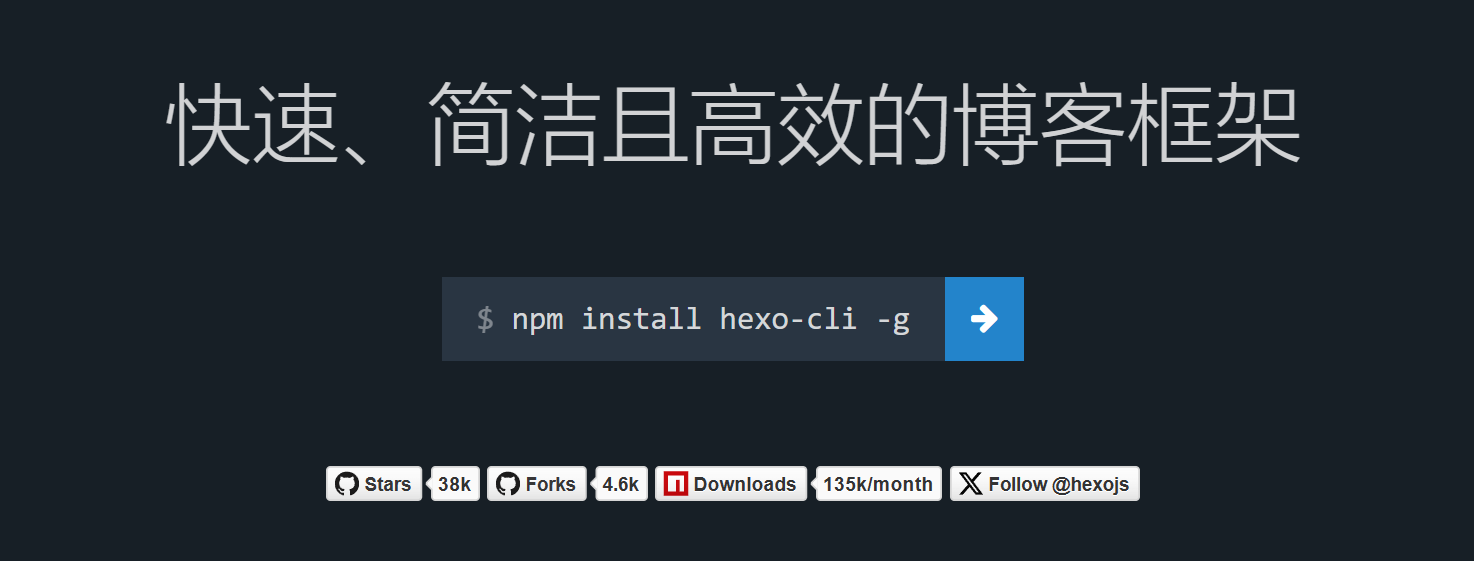 快速、简洁且高效的博客框架
$ npm install hexo-cli -g
Stars 38k Forks 4.6k Downloads 135k/month Follow @hexojs